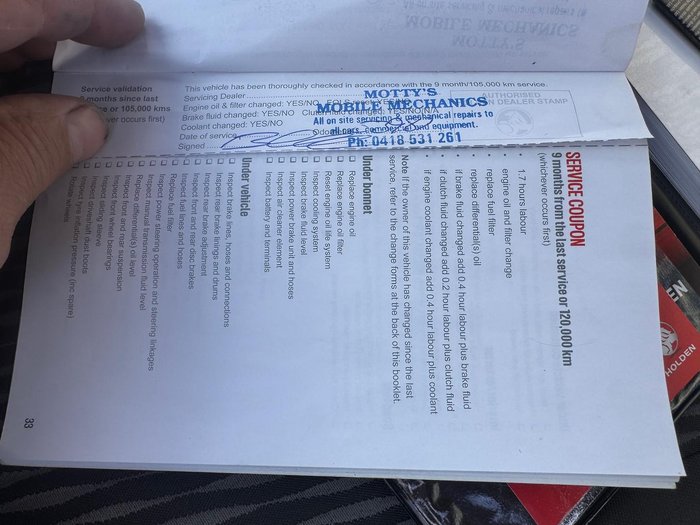 MOTTY'S
MOBILE MECHANICS
Service validation
9 months since last
service or 105,000 kms
(whichever occurs first)
This vehicle has been thoroughly checked in accordance with the 9 month/105,000 km service.
Servicing Dealer
Engine oil & filter changed: YES/NO
Brake fluid changed: YES/NO Clutch fluid changed: YES/NO/N/A
Coolant changed: YES/NO
Date of service
Signed
AUTHORISED
HOLDEN DEALER STAMP
MOTTY'S
MOBILE MECHANICS
All on site servicing & mechanical repairs to
all cars, commercial and equipment.
Ph: 0418 531 261
SERVICE COUPON
9 months from the last service or 120,000 km
(whichever occurs first)
• 1.7 hours labour
• engine oil and filter change
• replace fuel filter
• replace differential(s) oil
• if brake fluid changed add 0.4 hour labour plus brake fluid
• if clutch fluid changed add 0.2 hour labour plus clutch fluid
• if engine coolant changed add 0.4 hour labour plus coolant
Note If the owner of this vehicle has changed since the last
service, refer to the change forms at the back of this booklet.
Under bonnet
Replace engine oil
Replace engine oil filter
Reset engine oil life system
Inspect cooling system
Inspect brake fluid level
Inspect power brake unit and hoses
Inspect air cleaner element
Inspect battery and terminals
Under vehicle
Inspect brake lines, hoses and connections
Inspect rear brake linings and drums
Inspect rear brake adjustment
Inspect front and rear disc brakes
Inspect fuel lines and hoses
Replace fuel filter
Inspect power steering operation and steering linkages
Inspect manual transmission fluid level
Replace differential(s) oil level
Inspect front and rear suspension
Inspect front wheel bearings
Inspect sealing boots
Inspect driveshaft dust boots
Inspect tyre inflation pressure (inc spare)
Rotate wheels
33
HOLDEN